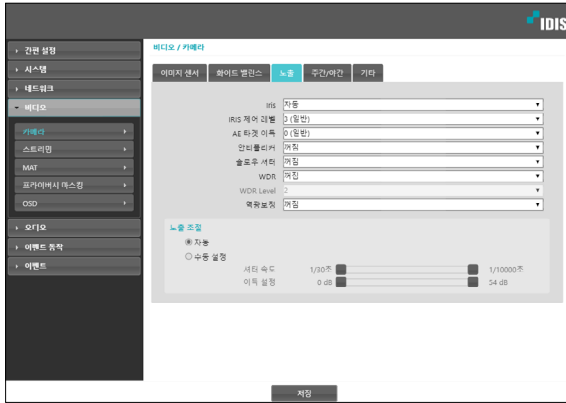 IDIS
간편 설정
시스템
네트워크
비디오
카메라
스트리밍
MAT
프라이버시 마스킹
OSD
오디오
이벤트 동작
이벤트
비디오 / 카메라
이미지 센서 화이트 밸런스 노출 주간/야간 기타
Iris 자동
IRIS 제어 레벨 3 (일반)
AE 타겟 이득 0 (일반)
안티플리커 꺼짐
슬로우 셔터 꺼짐
WDR 꺼짐
WDR Level 2
역광보정 꺼짐
노출 조절
자동
수동 설정
셔터 속도 1/30초 1/10000초
이득 설정 0 dB 54 dB
저장